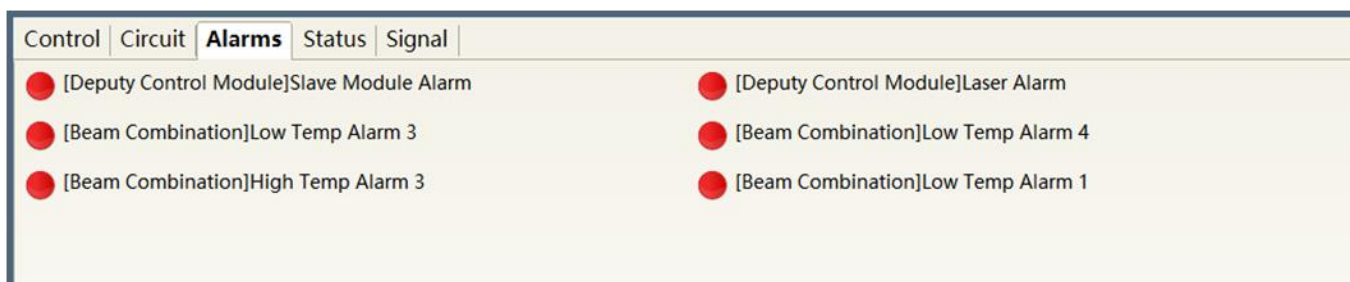 Control Circuit Alarms Status Signal
[Deputy Control Module]Slave Module Alarm
[Deputy Control Module]Laser Alarm
[Beam Combination]Low Temp Alarm 3
[Beam Combination]Low Temp Alarm 4
[Beam Combination]High Temp Alarm 3
[Beam Combination]Low Temp Alarm 1